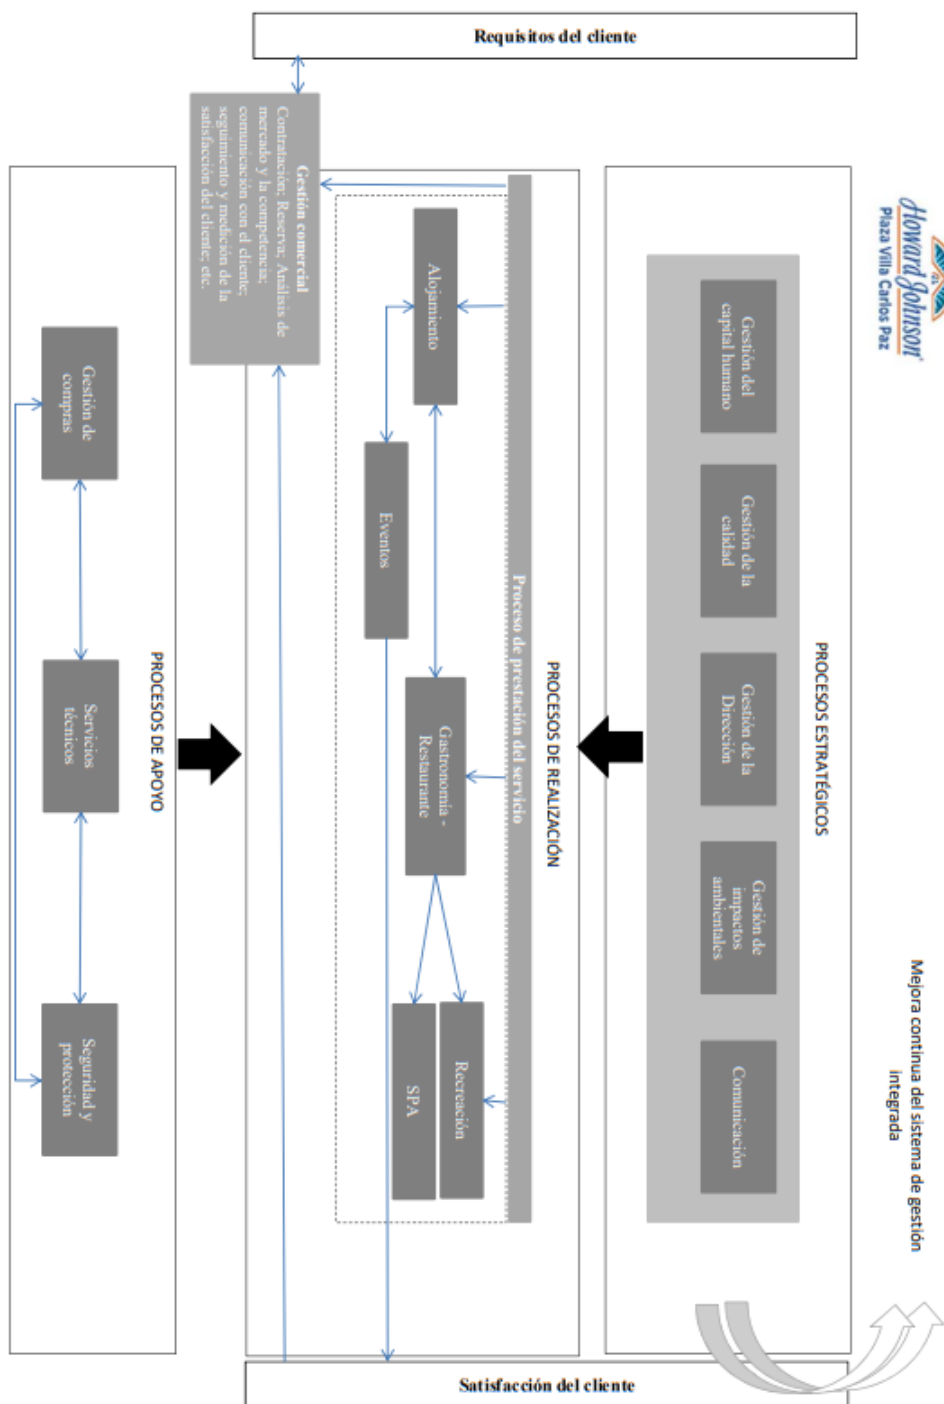 Howard Johnson
Plaza Villa Carlos Paz
Mejora continua del sistema de gestión
integrada
PROCESOS ESTRATÉGICOS
Gestión del
capital humano
Gestión de la
calidad
Gestión de la
Dirección
Gestión de
impactos
ambientales
Comunicación
Requisitos del cliente
PROCESOS DE REALIZACIÓN
Proceso de prestación del servicio
Gestión comercial
Contratación; Reserva; Análisis de
mercado y la competencia;
comunicación con el cliente;
seguimiento y medición de la
satisfacción del cliente; etc.
Alojamiento
Eventos
Gastronomía -
Restaurante
Recreación
SPA
Satisfacción del cliente
PROCESOS DE APOYO
Gestión de
compras
Servicios
técnicos
Seguridad y
protección